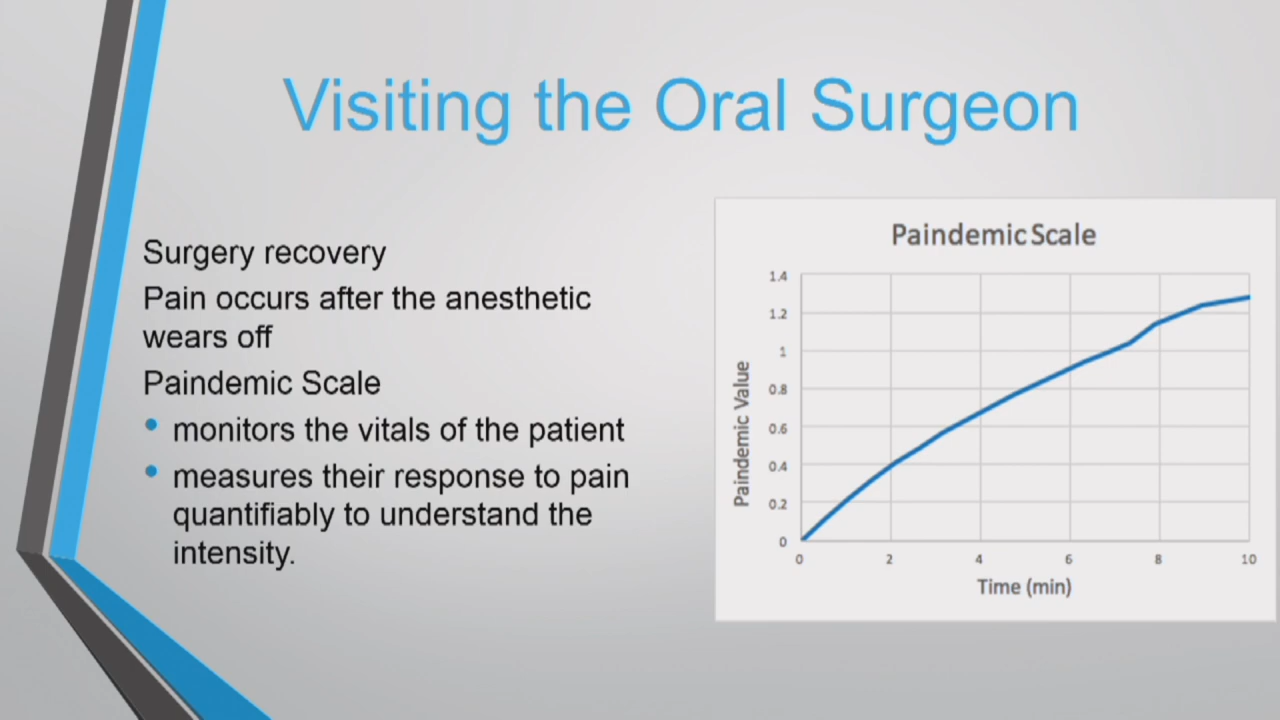 Visiting the Oral Surgeon
Surgery recovery
Pain occurs after the anesthetic
wears off
Paindemic Scale
• monitors the vitals of the patient
• measures their response to pain
quantifiably to understand the
intensity.
Paindemic Scale
1.4
1.2
1
0.8
0.6
0.4
0.2
0
Paindemic Value
0 2 4 6 8 10
Time (min)